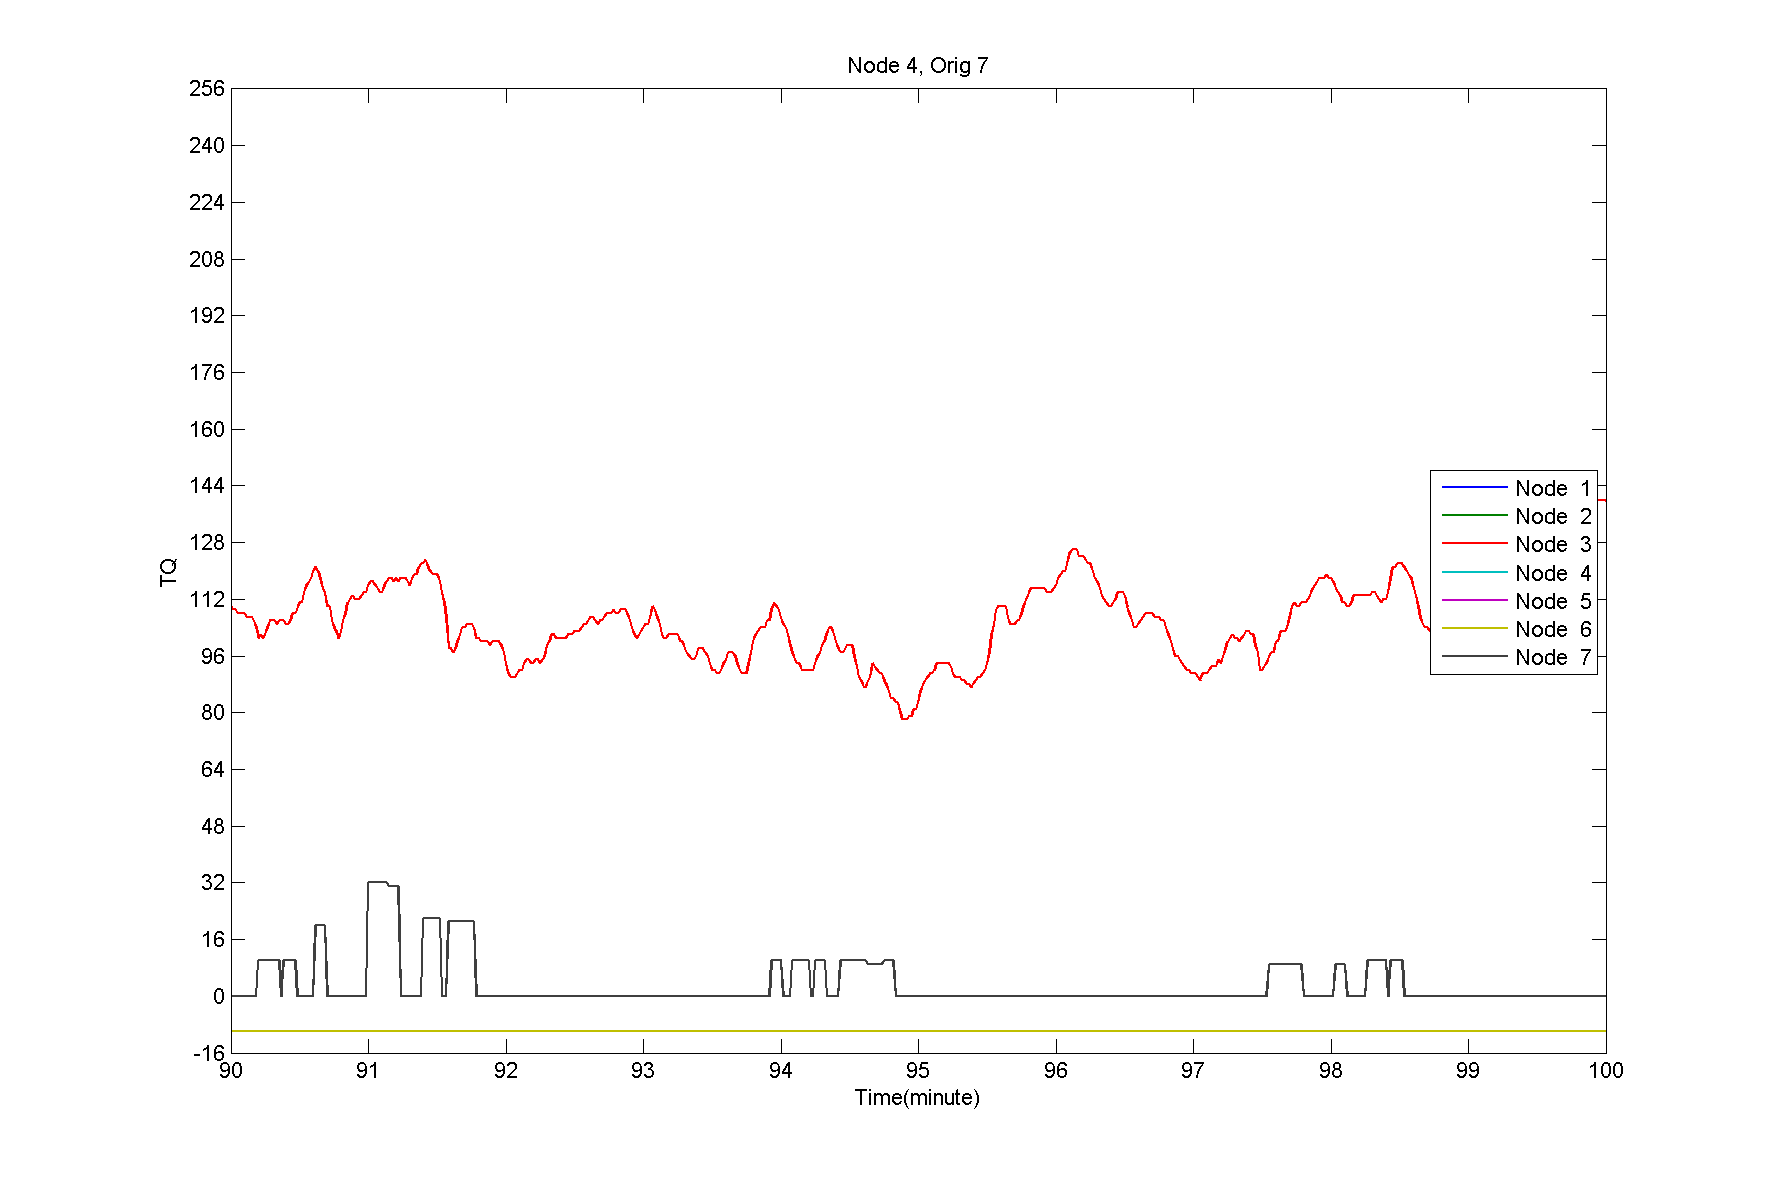 Node 4, Orig 7
256
240
224
208
192
176
160
144
128
112
96
80
64
48
32
16
0
-16
TQ
Node 1
Node 2
Node 3
Node 4
Node 5
Node 6
Node 7
90 91 92 93 94 95 96 97 98 99 100
Time(minute)